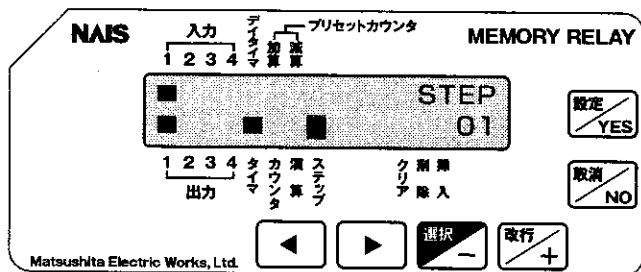 NAIS
入力
デイタイマ
プリセットカウンタ
加算
減算
MEMORY RELAY
1 2 3 4
STEP
01
設定
YES
1 2 3 4
出力
タイマ
カウンタ
演算
ステップ
クリア
削除
挿入
取消
NO
選択
−
改行
+
Matsushita Electric Works, Ltd.